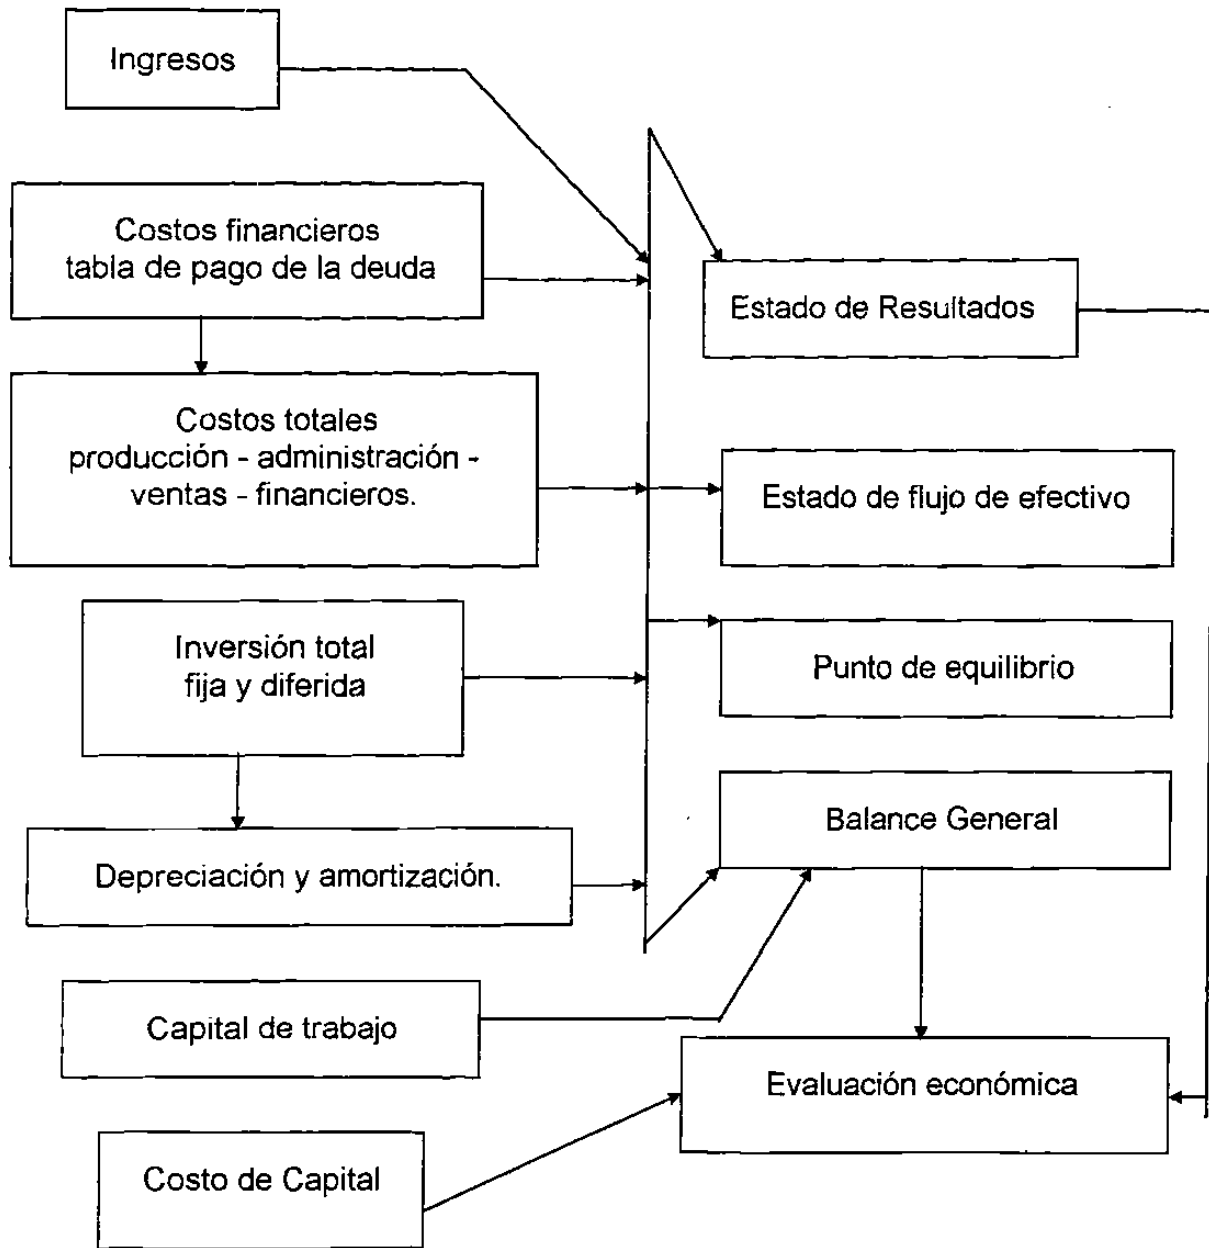 Ingresos
Costos financieros
tabla de pago de la deuda
Estado de Resultados
Costos totales
producción - administración -
ventas - financieros.
Estado de flujo de efectivo
Inversión total
fija y diferida
Punto de equilibrio
Balance General
Depreciación y amortización.
Capital de trabajo
Evaluación económica
Costo de Capital